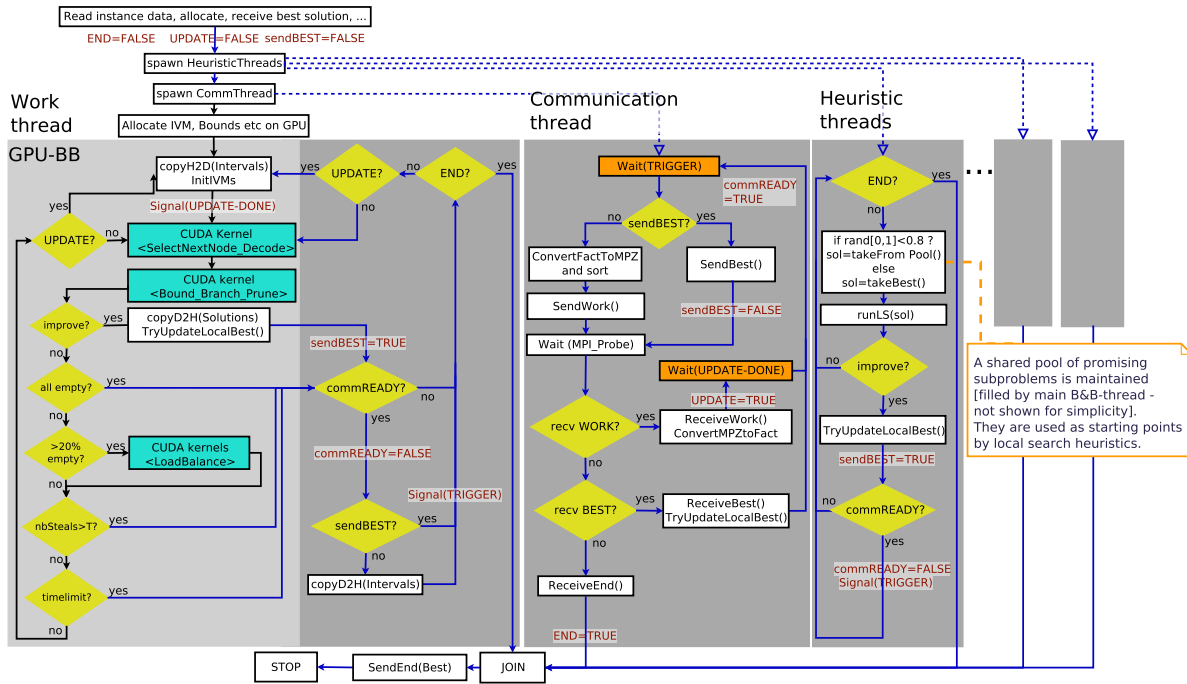 Read instance data, allocate, receive best solution, ...
END=FALSE UPDATE=FALSE sendBEST=FALSE
spawn HeuristicThreads
spawn CommThread
Allocate IVM, Bounds etc on GPU
Work
thread
GPU-BB
copyH2D(Intervals)
InitIVMs
Signal(UPDATE-DONE)
yes
UPDATE?
no
CUDA Kernel
<SelectNextNode_Decode>
CUDA kernel
<Bound_Branch_Prune>
improve?
yes
copyD2H(Solutions)
TryUpdateLocalBest()
no
all empty?
yes
no
>20%
empty?
yes
CUDA kernels
<LoadBalance>
no
nbSteals>T?
yes
no
timelimit?
yes
no
yes
UPDATE?
no
END?
yes
no
sendBEST=TRUE
commREADY?
no
yes
commREADY=FALSE
Signal(TRIGGER)
sendBEST?
yes
no
copyD2H(Intervals)
Communication
thread
Wait(TRIGGER)
commREADY
=TRUE
no
sendBEST?
yes
ConvertFactToMPZ
and sort
SendBest()
SendWork()
sendBEST=FALSE
Wait (MPI_Probe)
Wait(UPDATE-DONE)
UPDATE=TRUE
recv WORK?
yes
ReceiveWork()
ConvertMPZtoFact
no
recv BEST?
yes
ReceiveBest()
TryUpdateLocalBest()
no
ReceiveEnd()
END=TRUE
Heuristic
threads
END?
yes
no
if rand[0,1]<0.8 ?
sol=takeFrom Pool()
else
sol=takeBest()
runLS(sol)
no
improve?
yes
TryUpdateLocalBest()
sendBEST=TRUE
no
commREADY?
yes
commREADY=FALSE
Signal(TRIGGER)
...
A shared pool of promising
subproblems is maintained
[filled by main B&B-thread -
not shown for simplicity].
They are used as starting points
by local search heuristics.
STOP
SendEnd(Best)
JOIN